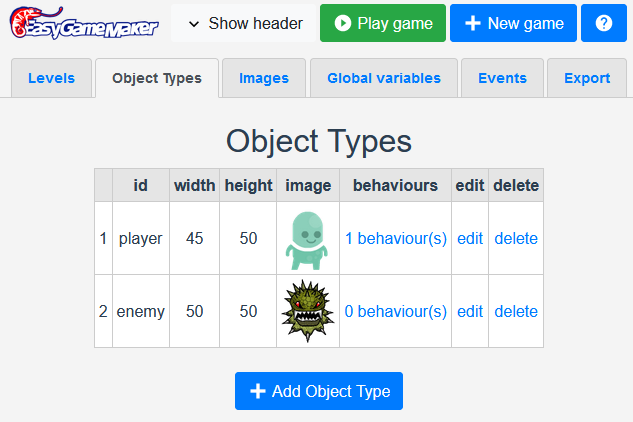 EasyGameMaker Show header Play game New game
Levels Object Types Images Global variables Events Export
Object Types
id width height image behaviours edit delete
1 player 45 50 1 behaviour(s) edit delete
2 enemy 50 50 0 behaviour(s) edit delete
Add Object Type